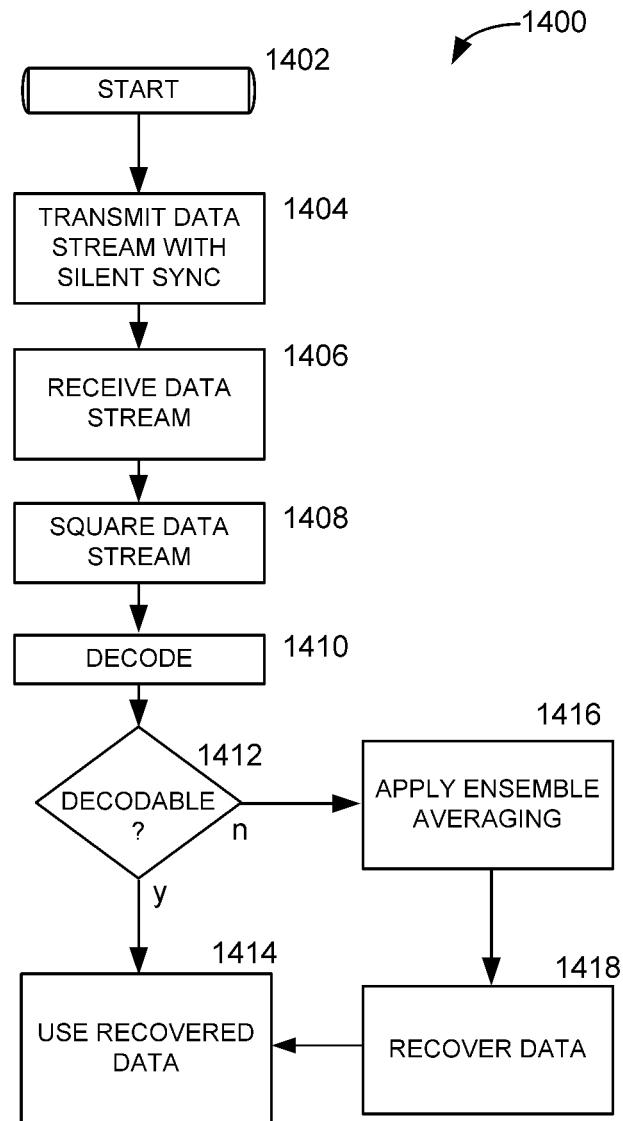 1400
1402
START
1404
TRANSMIT DATA
STREAM WITH
SILENT SYNC
1406
RECEIVE DATA
STREAM
1408
SQUARE DATA
STREAM
1410
DECODE
1412
DECODABLE
?
n
y
1416
APPLY ENSEMBLE
AVERAGING
1414
USE RECOVERED
DATA
1418
RECOVER DATA